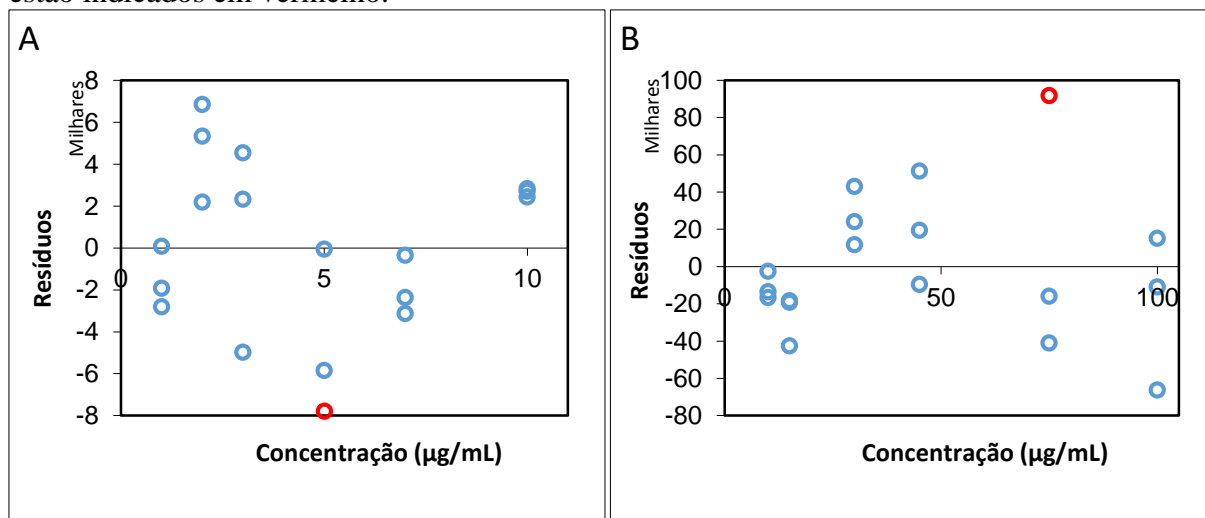 estão indicados em vermelho.
A
8
6
4
2
0
-2
-4
-6
-8
0
5
10
Milhares
Resíduos
Concentração (µg/mL)
B
100
80
60
40
20
0
-20
-40
-60
-80
0
50
100
Milhares
Resíduos
Concentração (µg/mL)